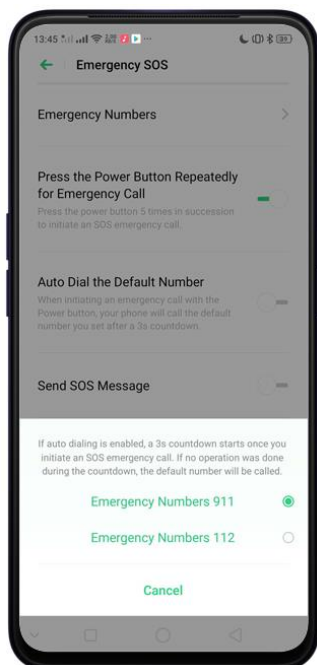 13:45
Emergency SOS
Emergency Numbers
Press the Power Button Repeatedly
for Emergency Call
Press the power button 5 times in succession
to initiate an SOS emergency call.
Auto Dial the Default Number
When initiating an emergency call with the
Power button, your phone will call the default
number you set after a 3s countdown
Send SOS Message
If auto dialing is enabled, a 3s countdown starts once you
initiate an SOS emergency call. If no operation was done
during the countdown, the default number will be called.
Emergency Numbers 911
Emergency Numbers 112
Cancel